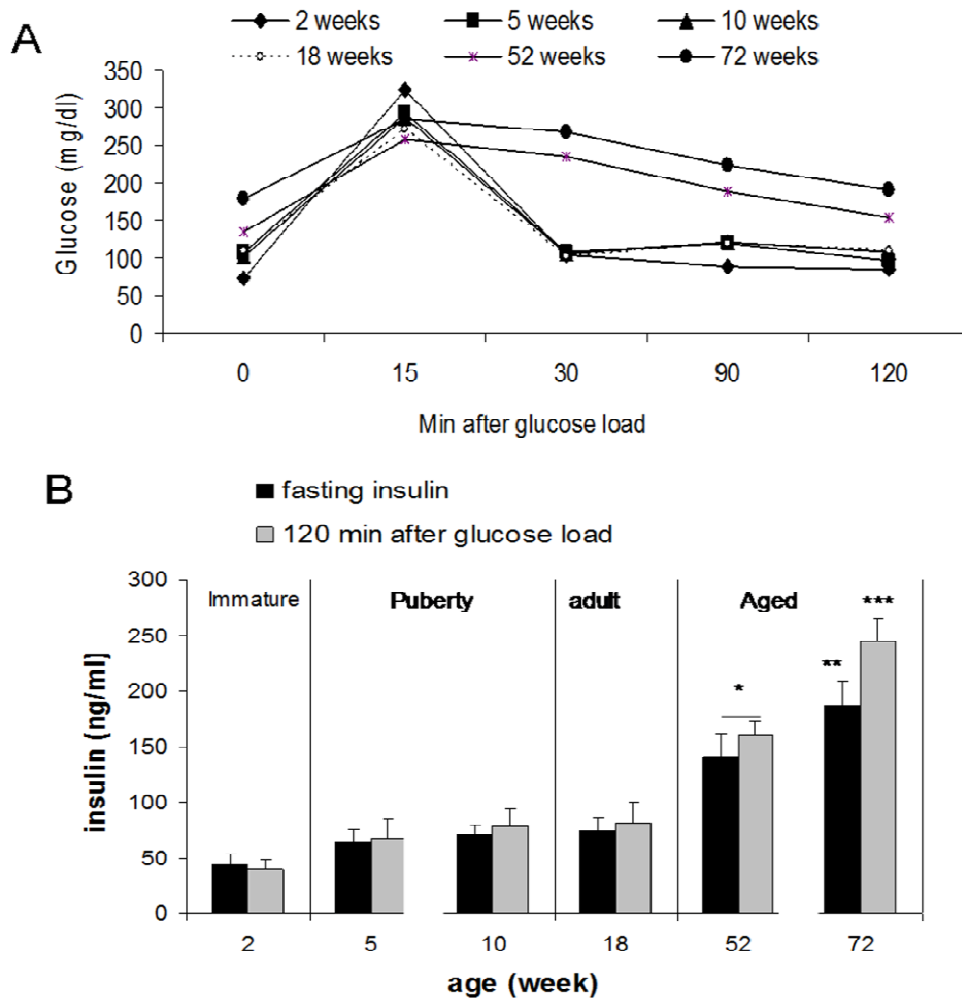 A
2 weeks 5 weeks 10 weeks
18 weeks 52 weeks 72 weeks
Glucose (mg/dl)
350
300
250
200
150
100
50
0
0 15 30 90 120
Min after glucose load
B
fasting insulin
120 min after glucose load
insulin (ng/ml)
300
250
200
150
100
50
0
Immature Puberty adult Aged
***
**
*
2 5 10 18 52 72
age (week)